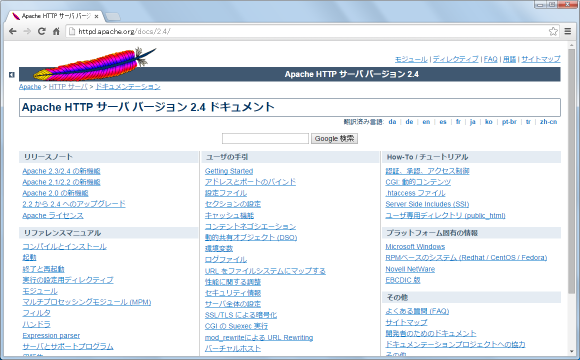 Apache HTTP サーバ バージ
httpd.apache.org/docs/2.4/
モジュール | ディレクティブ | FAQ | 用語 | サイトマップ
Apache HTTP サーバ バージョン 2.4
Apache > HTTP サーバ > ドキュメンテーション
Apache HTTP サーバ バージョン 2.4 ドキュメント
翻訳済み言語: da | de | en | es | fr | ja | ko | pt-br | tr | zh-cn
Google 検索
リリースノート
Apache 2.3/2.4 の新機能
Apache 2.1/2.2 の新機能
Apache 2.0 の新機能
2.2 から 2.4 へのアップグレード
Apache ライセンス
リファレンスマニュアル
コンパイルとインストール
起動
終了と再起動
実行の設定用ディレクティブ
モジュール
マルチプロセッシングモジュール (MPM)
フィルタ
ハンドラ
Expression parser
サーバとサポートプログラム
ユーザの手引
Getting Started
アドレスとポートのバインド
設定ファイル
セクションの設定
キャッシュ機能
コンテントネゴシエーション
動的共有オブジェクト (DSO)
環境変数
ログファイル
URL をファイルシステムにマップする
性能に関する調整
セキュリティ情報
サーバ全体の設定
SSL/TLS による暗号化
CGI の Suexec 実行
mod_rewriteによる URL Rewriting
バーチャルホスト
How-To / チュートリアル
認証、承認、アクセス制御
CGI: 動的コンテンツ
.htaccess ファイル
Server Side Includes (SSI)
ユーザ専用ディレクトリ (public_html)
プラットフォーム固有の情報
Microsoft Windows
RPMベースのシステム (Redhat / CentOS / Fedora)
Novell NetWare
EBCDIC 版
その他
よくある質問 (FAQ)
サイトマップ
開発者のためのドキュメント
ドキュメンテーションプロジェクトへの協力
その他